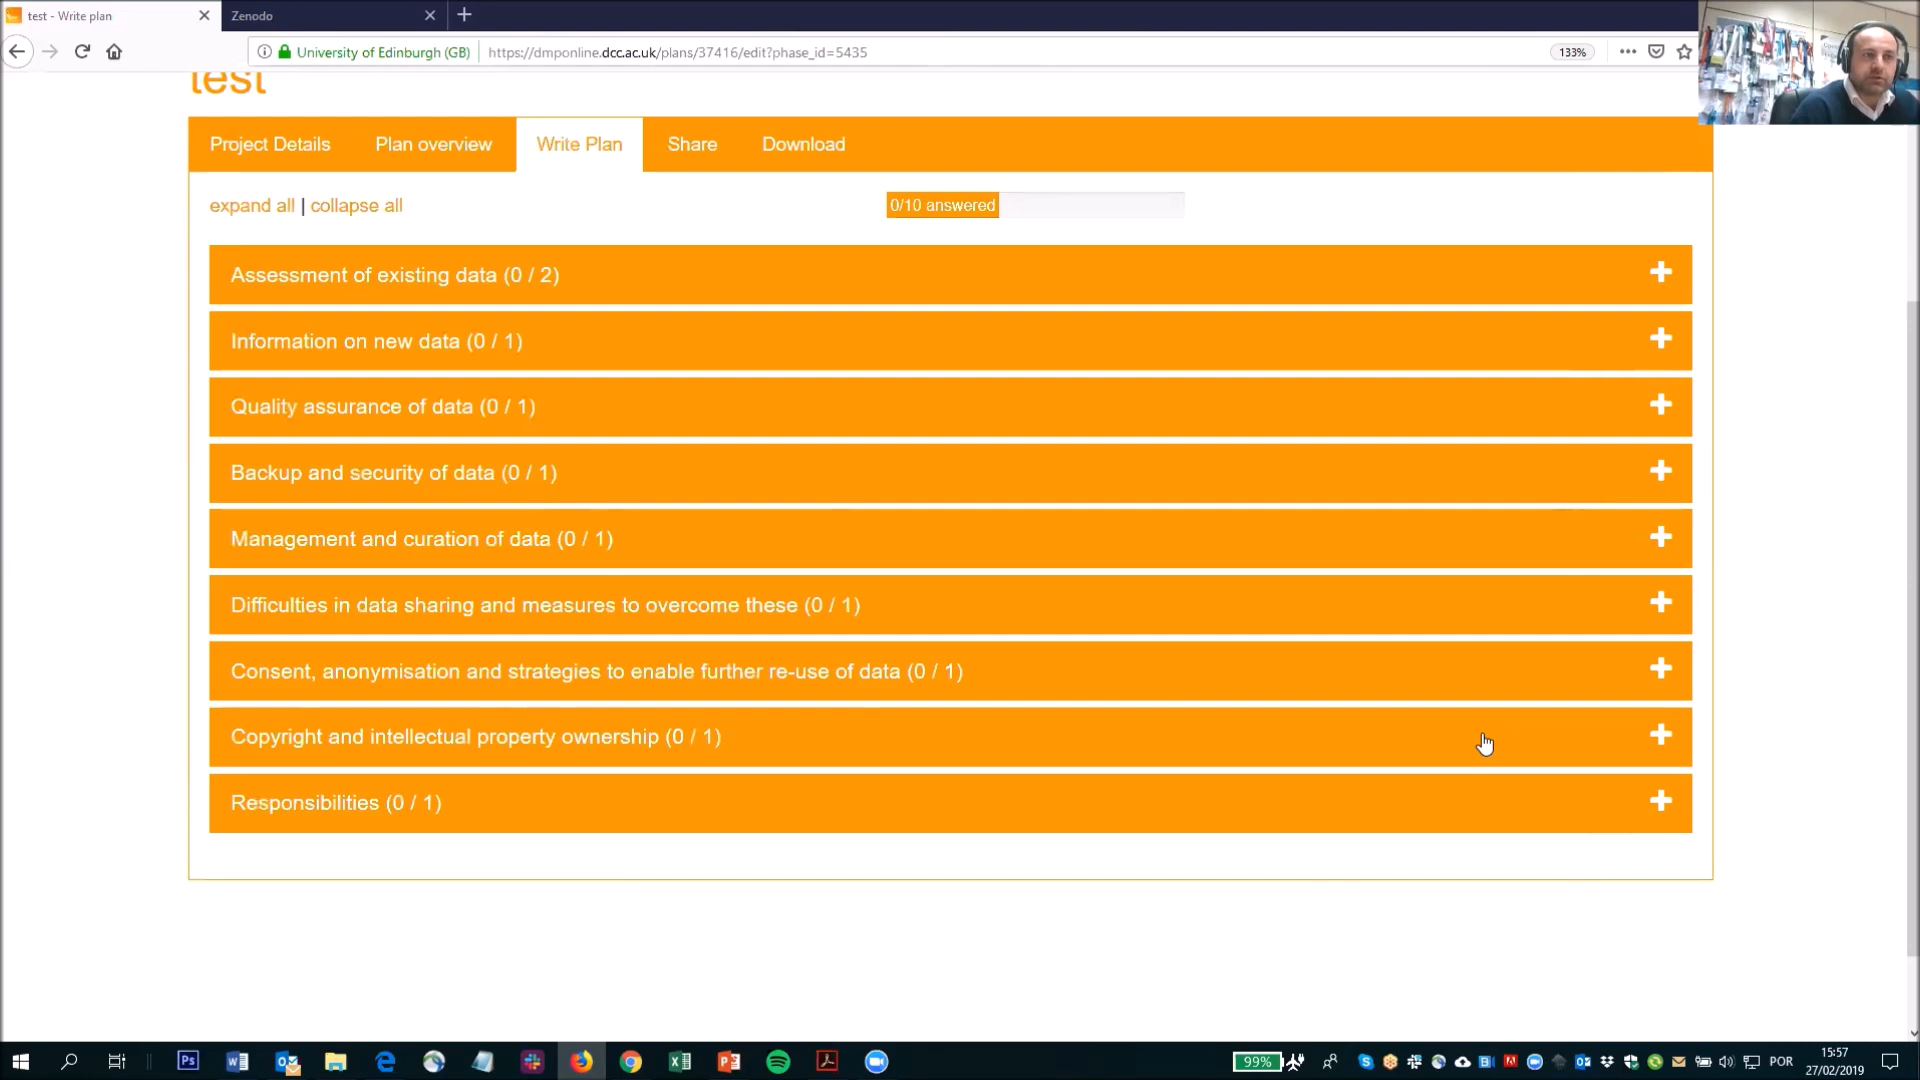 test - Write plan
Zenodo
University of Edinburgh (GB)
https://dmponline.dcc.ac.uk/plans/37416/edit?phase_id=5435
133%
test
Project Details
Plan overview
Write Plan
Share
Download
expand all | collapse all
0/10 answered
Assessment of existing data (0 / 2)
Information on new data (0 / 1)
Quality assurance of data (0 / 1)
Backup and security of data (0 / 1)
Management and curation of data (0 / 1)
Difficulties in data sharing and measures to overcome these (0 / 1)
Consent, anonymisation and strategies to enable further re-use of data (0 / 1)
Copyright and intellectual property ownership (0 / 1)
Responsibilities (0 / 1)
99%
POR
15:57
27/02/2019